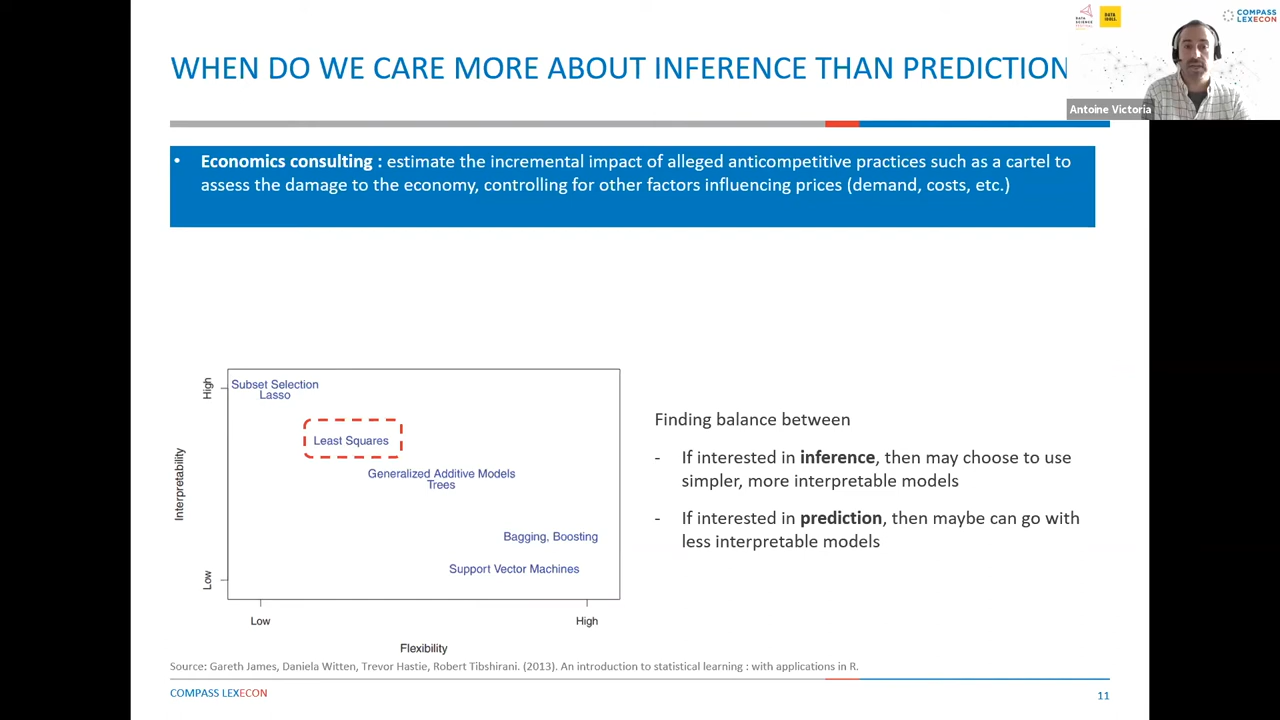 COMPASS
LEXECON
DATA SCIENCE
FESTIVAL
WHEN DO WE CARE MORE ABOUT INFERENCE THAN PREDICTION
Antoine Victoria
• Economics consulting : estimate the incremental impact of alleged anticompetitive practices such as a cartel to
assess the damage to the economy, controlling for other factors influencing prices (demand, costs, etc.)
High
Subset Selection
Lasso
Least Squares
Generalized Additive Models
Trees
Bagging, Boosting
Support Vector Machines
Interpretability
Low
Low
High
Flexibility
Finding balance between
- If interested in inference, then may choose to use
simpler, more interpretable models
- If interested in prediction, then maybe can go with
less interpretable models
Source: Gareth James, Daniela Witten, Trevor Hastie, Robert Tibshirani. (2013). An introduction to statistical learning : with applications in R.
COMPASS LEXECON
11